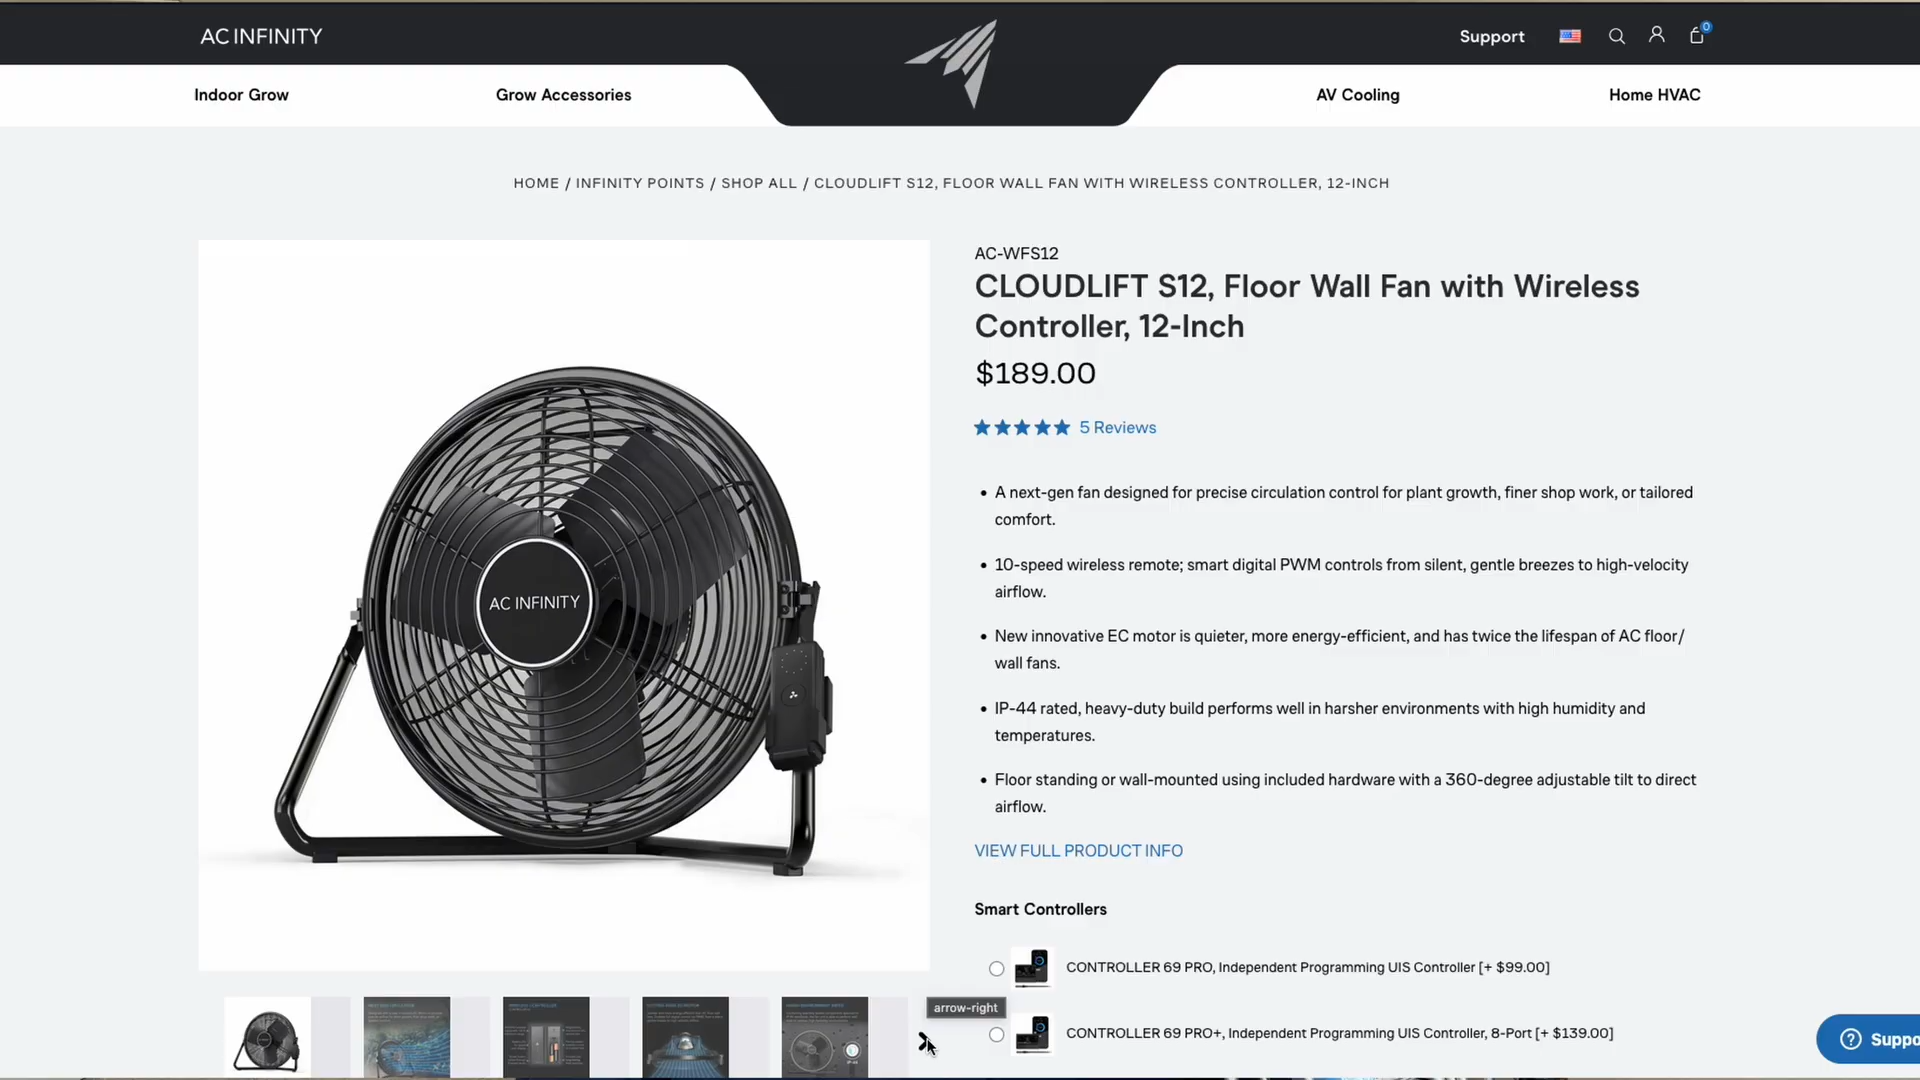 AC INFINITY
Support
0
Indoor Grow
Grow Accessories
AV Cooling
Home HVAC
HOME / INFINITY POINTS / SHOP ALL / CLOUDLIFT S12, FLOOR WALL FAN WITH WIRELESS CONTROLLER, 12-INCH
AC INFINITY
AC-WFS12
CLOUDLIFT S12, Floor Wall Fan with Wireless
Controller, 12-Inch
$189.00
5 Reviews
• A next-gen fan designed for precise circulation control for plant growth, finer shop work, or tailored
comfort.
• 10-speed wireless remote; smart digital PWM controls from silent, gentle breezes to high-velocity
airflow.
• New innovative EC motor is quieter, more energy-efficient, and has twice the lifespan of AC floor/
wall fans.
• IP-44 rated, heavy-duty build performs well in harsher environments with high humidity and
temperatures.
• Floor standing or wall-mounted using included hardware with a 360-degree adjustable tilt to direct
airflow.
VIEW FULL PRODUCT INFO
Smart Controllers
CONTROLLER 69 PRO, Independent Programming UIS Controller [+ $99.00]
arrow-right
CONTROLLER 69 PRO+, Independent Programming UIS Controller, 8-Port [+ $139.00]
Suppo